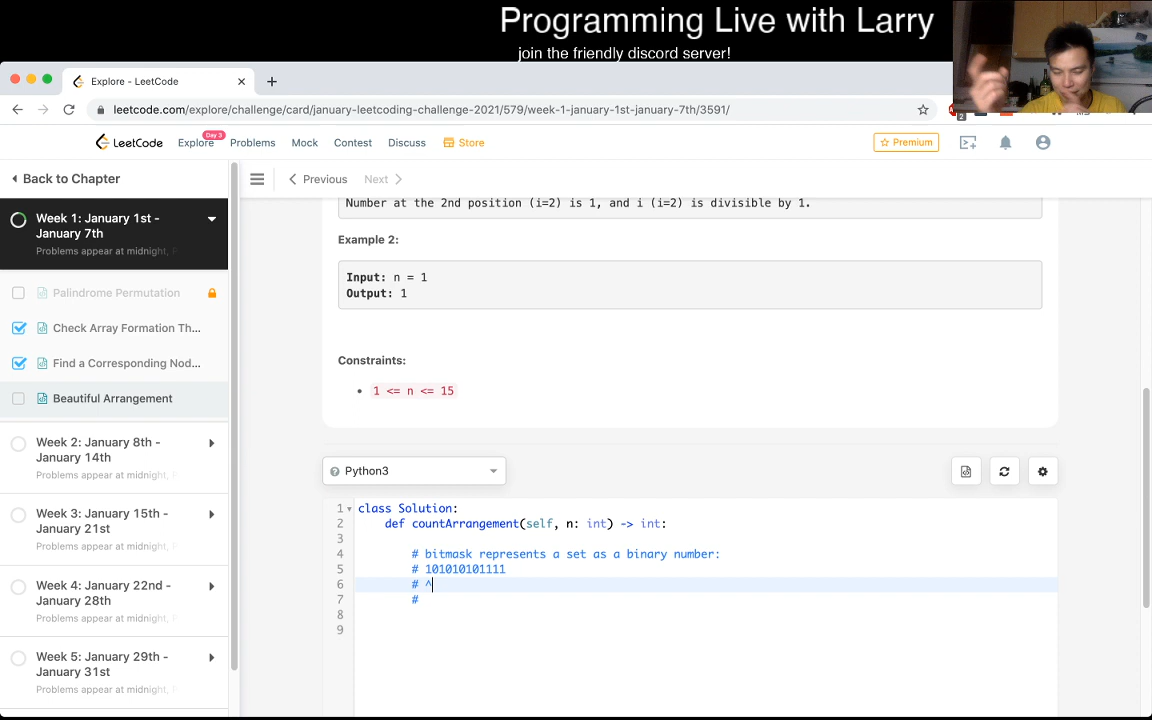 Programming Live with Larry
join the friendly discord server!
Explore - LeetCode
leetcode.com/explore/challenge/card/january-leetcoding-challenge-2021/579/week-1-january-1st-january-7th/3591/
2
LeetCode
Explore
Day 3
Problems
Mock
Contest
Discuss
Store
Premium
Back to Chapter
Previous
Next
Week 1: January 1st -
January 7th
Problems appear at midnight, P
Palindrome Permutation
Check Array Formation Th...
Find a Corresponding Nod...
Beautiful Arrangement
Week 2: January 8th -
January 14th
Problems appear at midnight,
Week 3: January 15th -
January 21st
Problems appear at midnight,
Week 4: January 22nd -
January 28th
Problems appear at midnight,
Week 5: January 29th -
January 31st
Problems appear at midnight,
Number at the 2nd position (i=2) is 1, and i (i=2) is divisible by 1.
Example 2:
Input: n = 1
Output: 1
Constraints:
1 <= n <= 15
Python3
1 class Solution:
2 def countArrangement(self, n: int) -> int:
3
4 # bitmask represents a set as a binary number:
5 # 101010101111
6 # ^
7 #
8
9